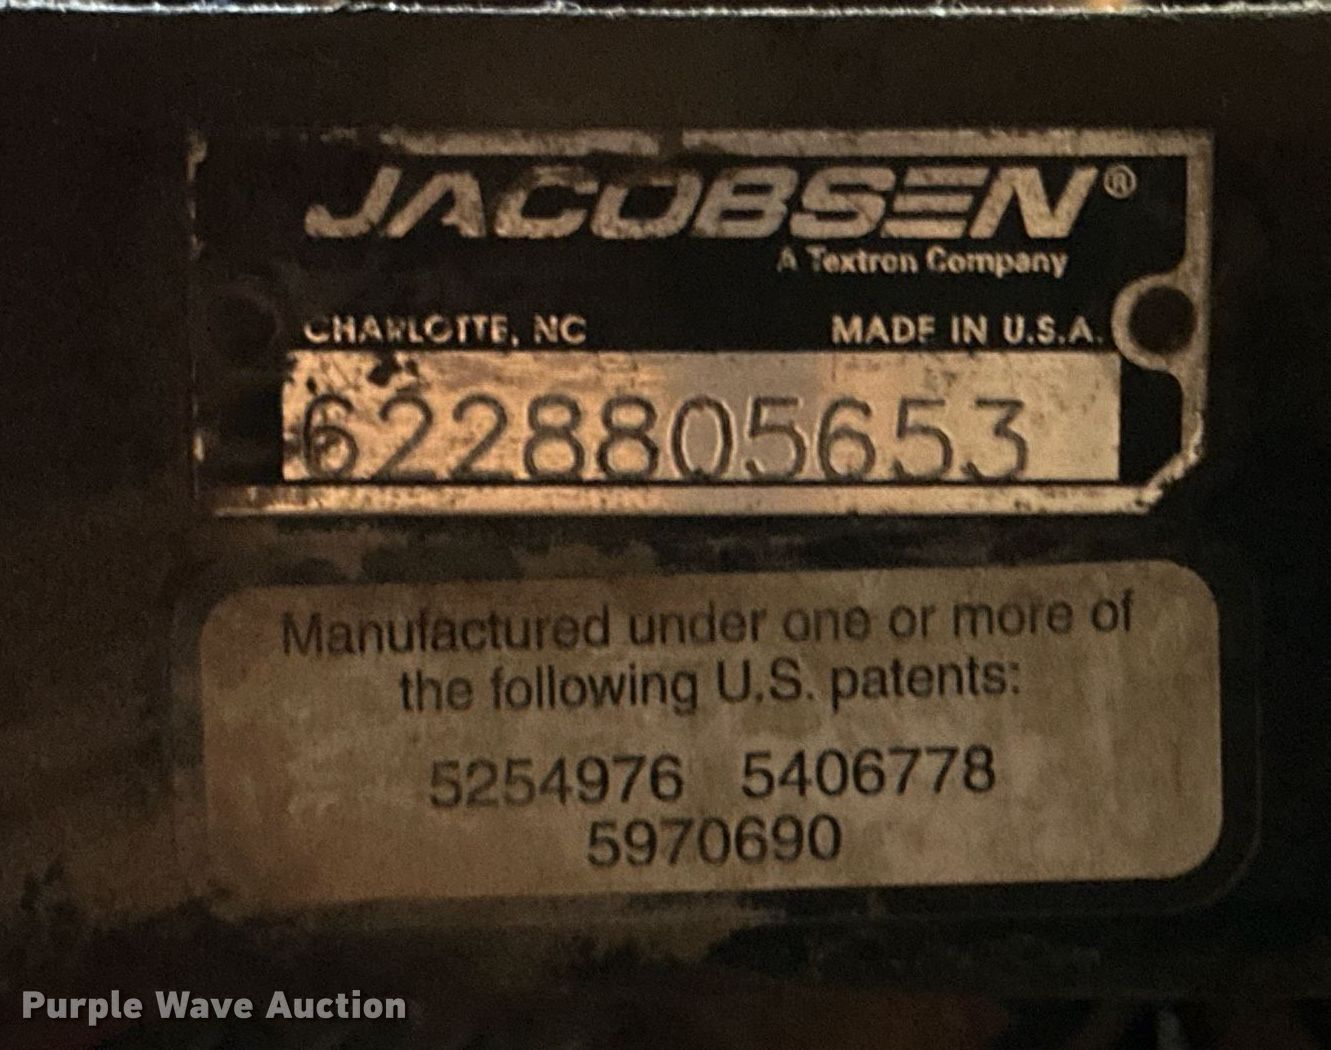 JACOBSEN®
A Textron Company
CHARLOTTE, NC MADE IN U.S.A.
6228805653
Manufactured under one or more of
the following U.S. patents:
5254976 5406778
5970690
Purple Wave Auction